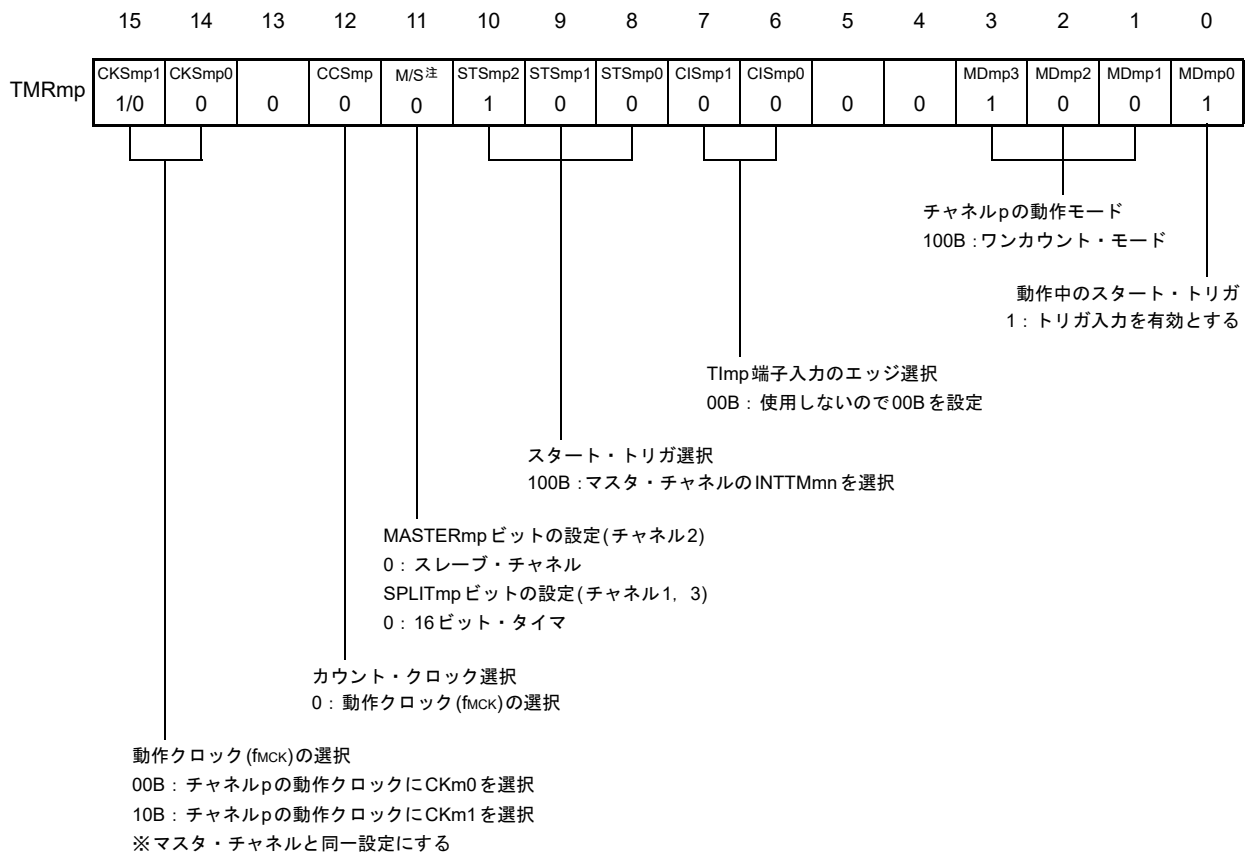 15 14 13 12 11 10 9 8 7 6 5 4 3 2 1 0
TMRmp
CKSmp1 CKSmp0 CCSmp M/S注 STSmp2 STSmp1 STSmp0 CISmp1 CISmp0 MDmp3 MDmp2 MDmp1 MDmp0
1/0 0 0 0 0 1 0 0 0 0 0 0 1 0 0 1
チャネルpの動作モード
100B：ワンカウント・モード
動作中のスタート・トリガ
1：トリガ入力を有効とする
TImp端子入力のエッジ選択
00B：使用しないので00Bを設定
スタート・トリガ選択
100B：マスタ・チャネルのINTTMmnを選択
MASTERmpビットの設定(チャネル2)
0：スレーブ・チャネル
SPLITmpビットの設定(チャネル1，3)
0：16ビット・タイマ
カウント・クロック選択
0：動作クロック(fMCK)の選択
動作クロック(fMCK)の選択
00B：チャネルpの動作クロックにCKm0を選択
10B：チャネルpの動作クロックにCKm1を選択
※マスタ・チャネルと同一設定にする